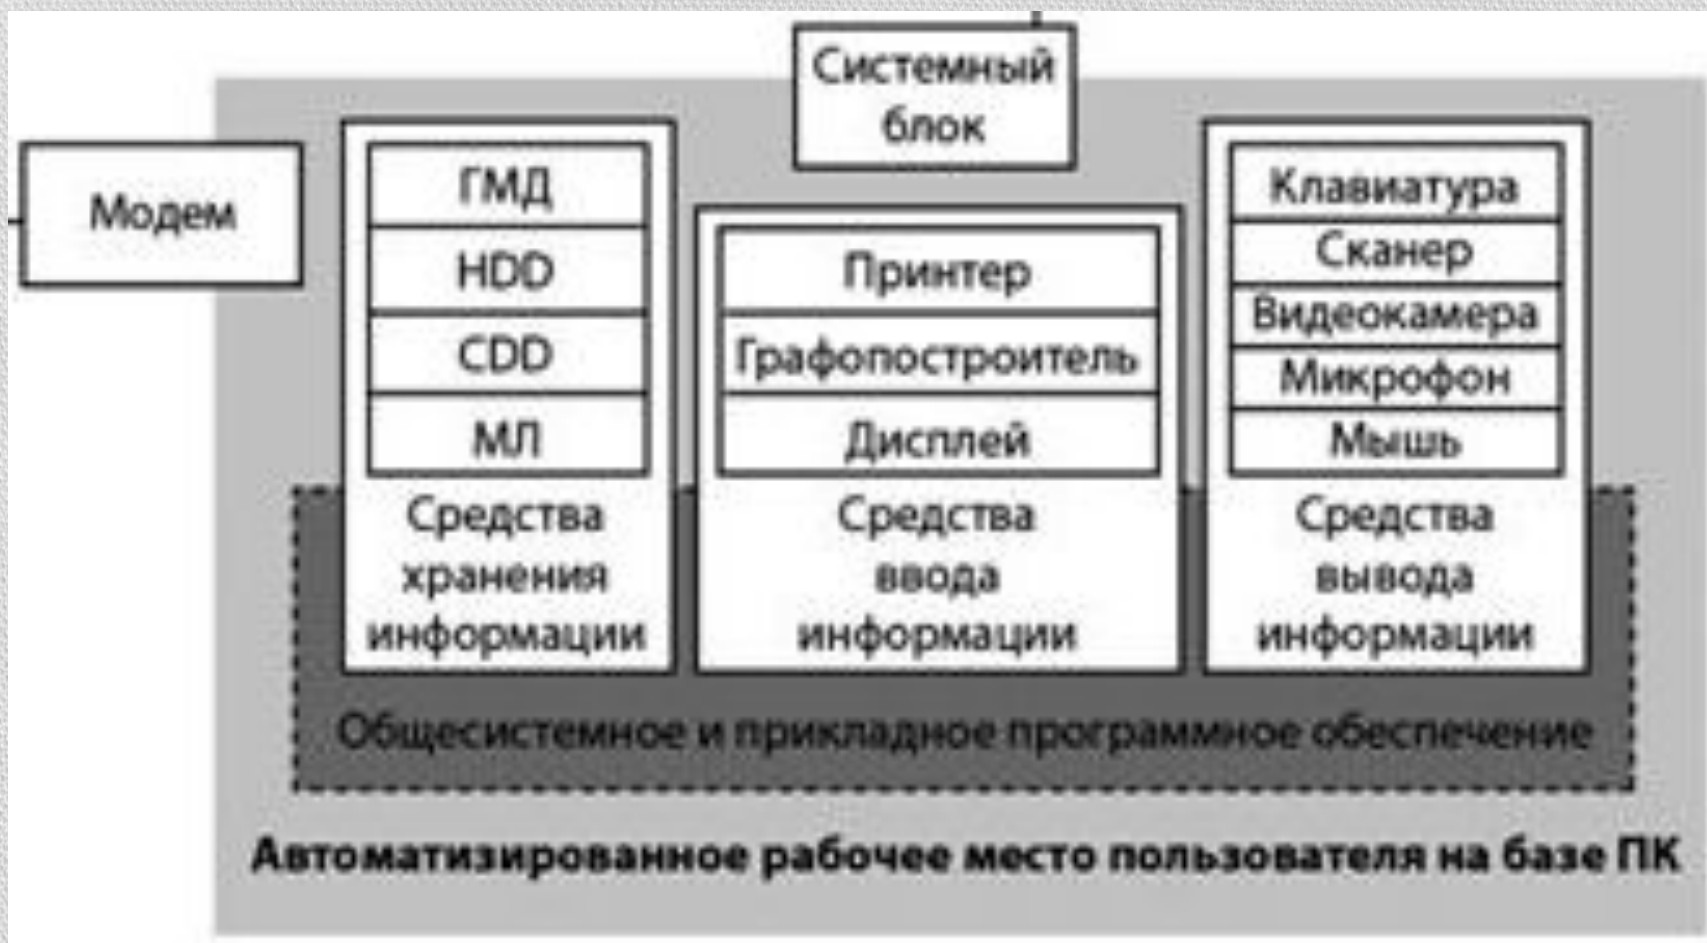 Системный
блок
Модем
ГМД
HDD
CDD
МЛ
Средства
хранения
информации
Принтер
Графопостроитель
Дисплей
Средства
ввода
информации
Клавиатура
Сканер
Видеокамера
Микрофон
Мышь
Средства
вывода
информации
Общесистемное и прикладное программное обеспечение
Автоматизированное рабочее место пользователя на базе ПК